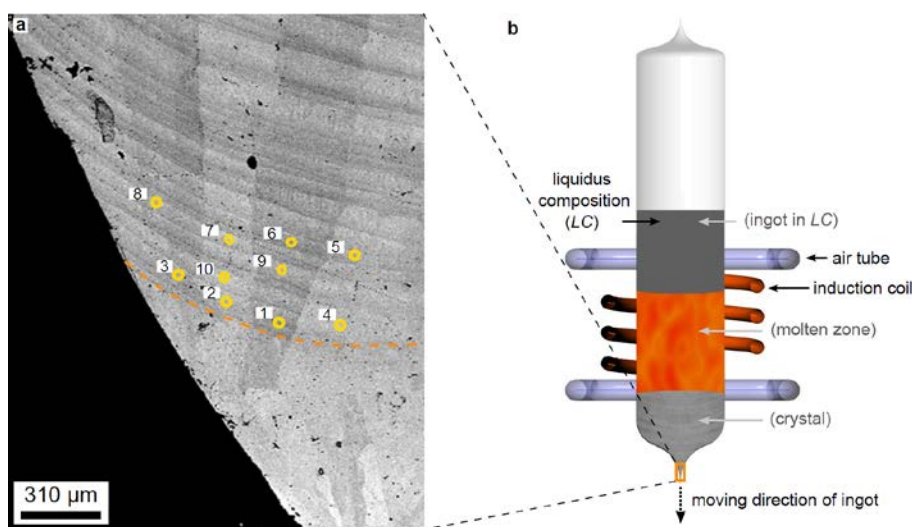 a
8
7
6
5
3
10
9
2
1
4
310 µm
b
liquidus
composition
(LC)
(ingot in LC)
air tube
induction coil
(molten zone)
(crystal)
moving direction of ingot